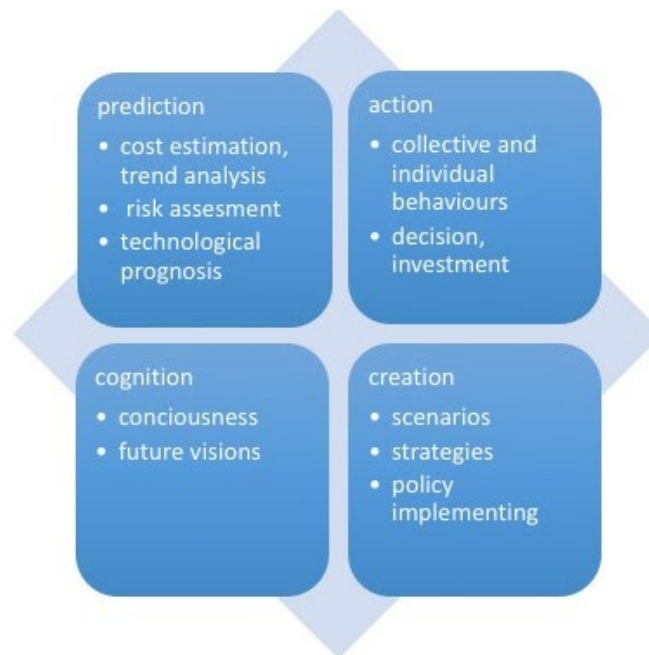 prediction
• cost estimation,
trend analysis
• risk assesment
• technological
prognosis
action
• collective and
individual
behaviours
• decision,
investment
cognition
• conciousness
• future visions
creation
• scenarios
• strategies
• policy
implementing